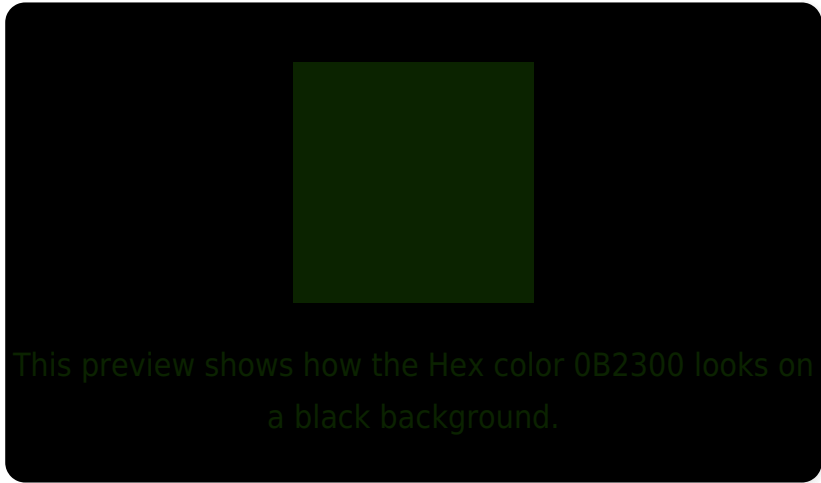 This preview shows how the Hex color 0B2300 looks on
a black background.